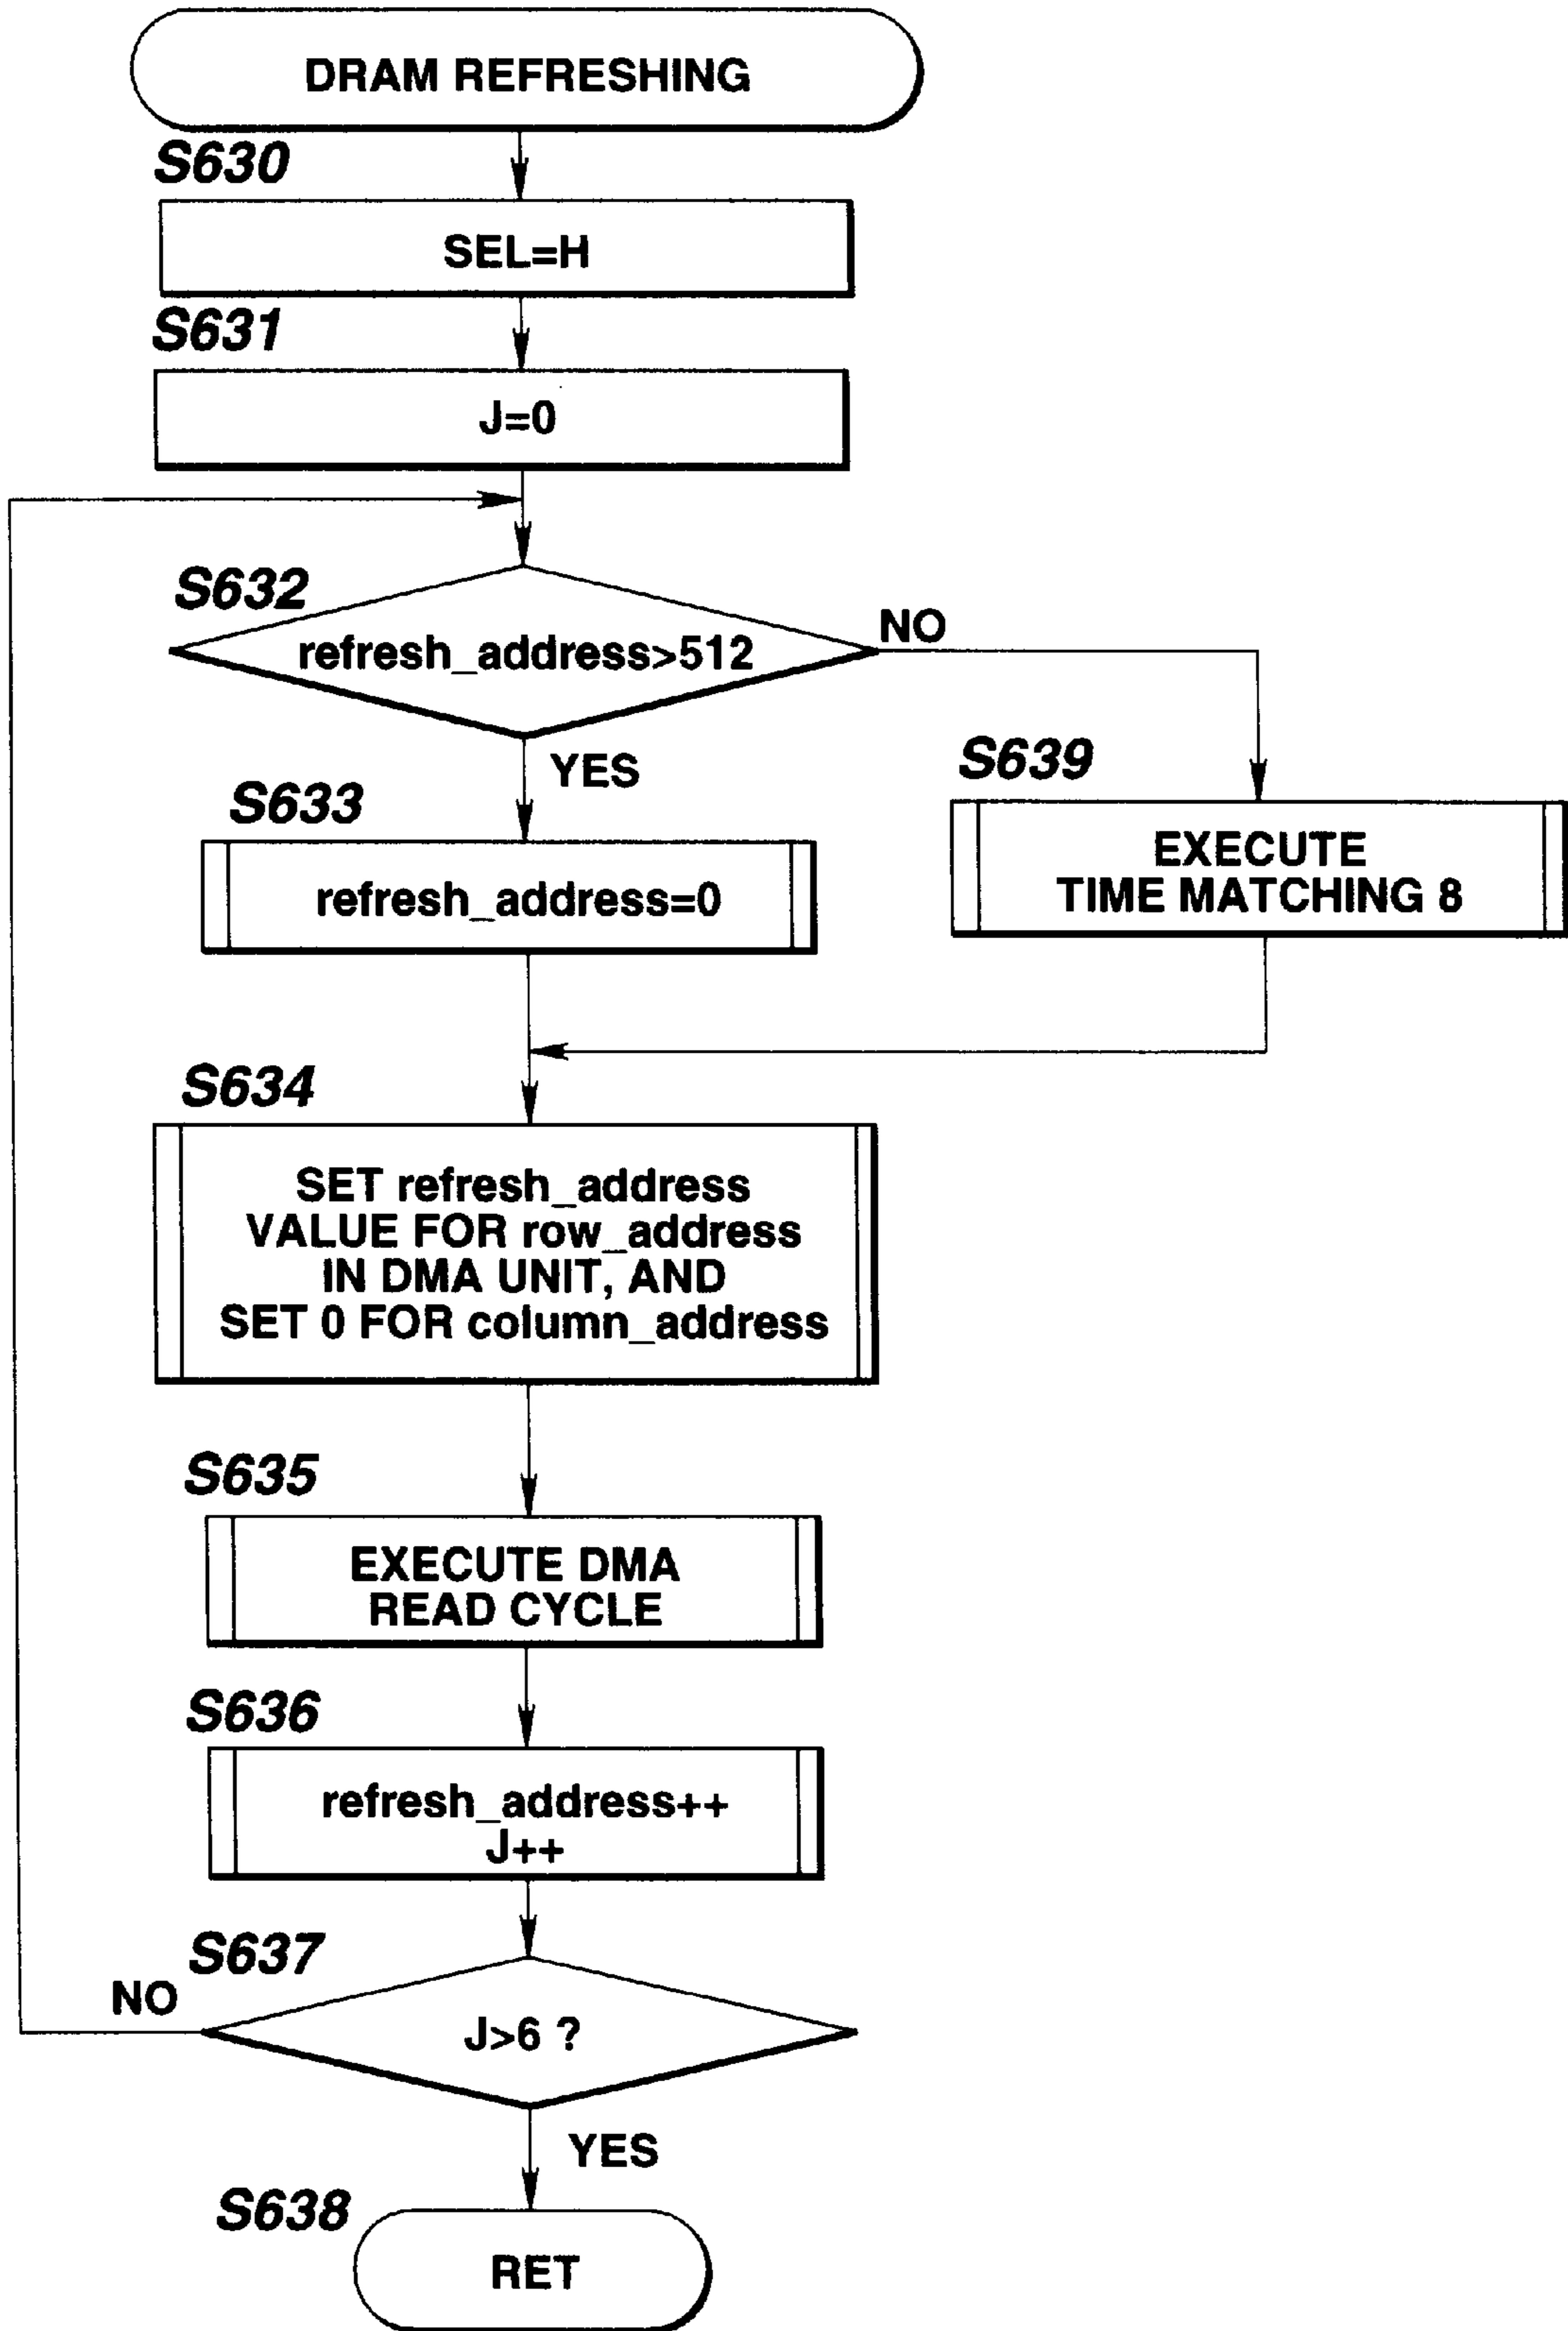 DRAM REFRESHING
S630
SEL=H
S631
J=0
S632
refresh_address>512
NO
YES
S633
refresh_address=0
S639
EXECUTE
TIME MATCHING 8
S634
SET refresh_address
VALUE FOR row_address
IN DMA UNIT, AND
SET 0 FOR column_address
S635
EXECUTE DMA
READ CYCLE
S636
refresh_address++
J++
S637
NO
J>6 ?
YES
S638
RET